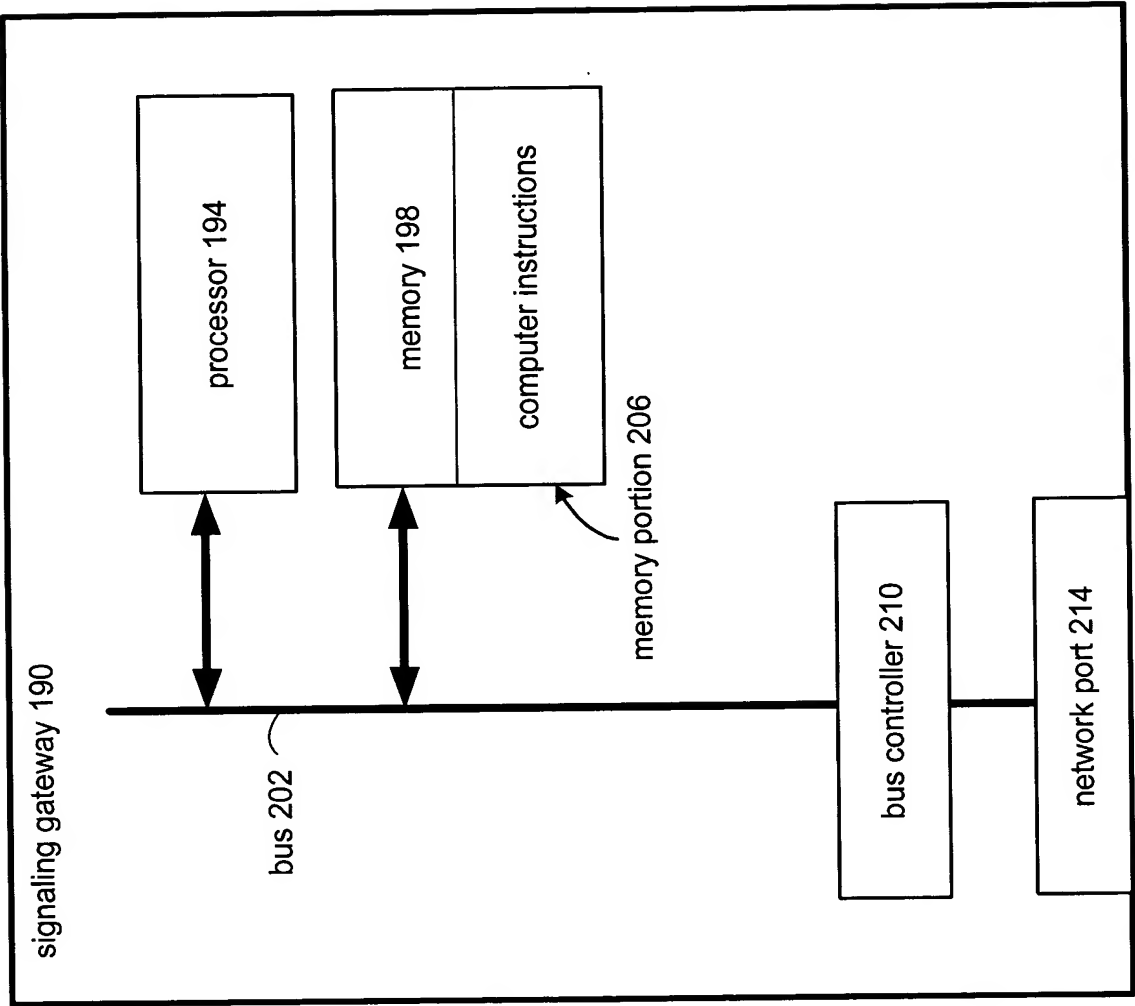 signaling gateway 190
processor 194
memory 198
computer instructions
memory portion 206
bus 202
bus controller 210
network port 214